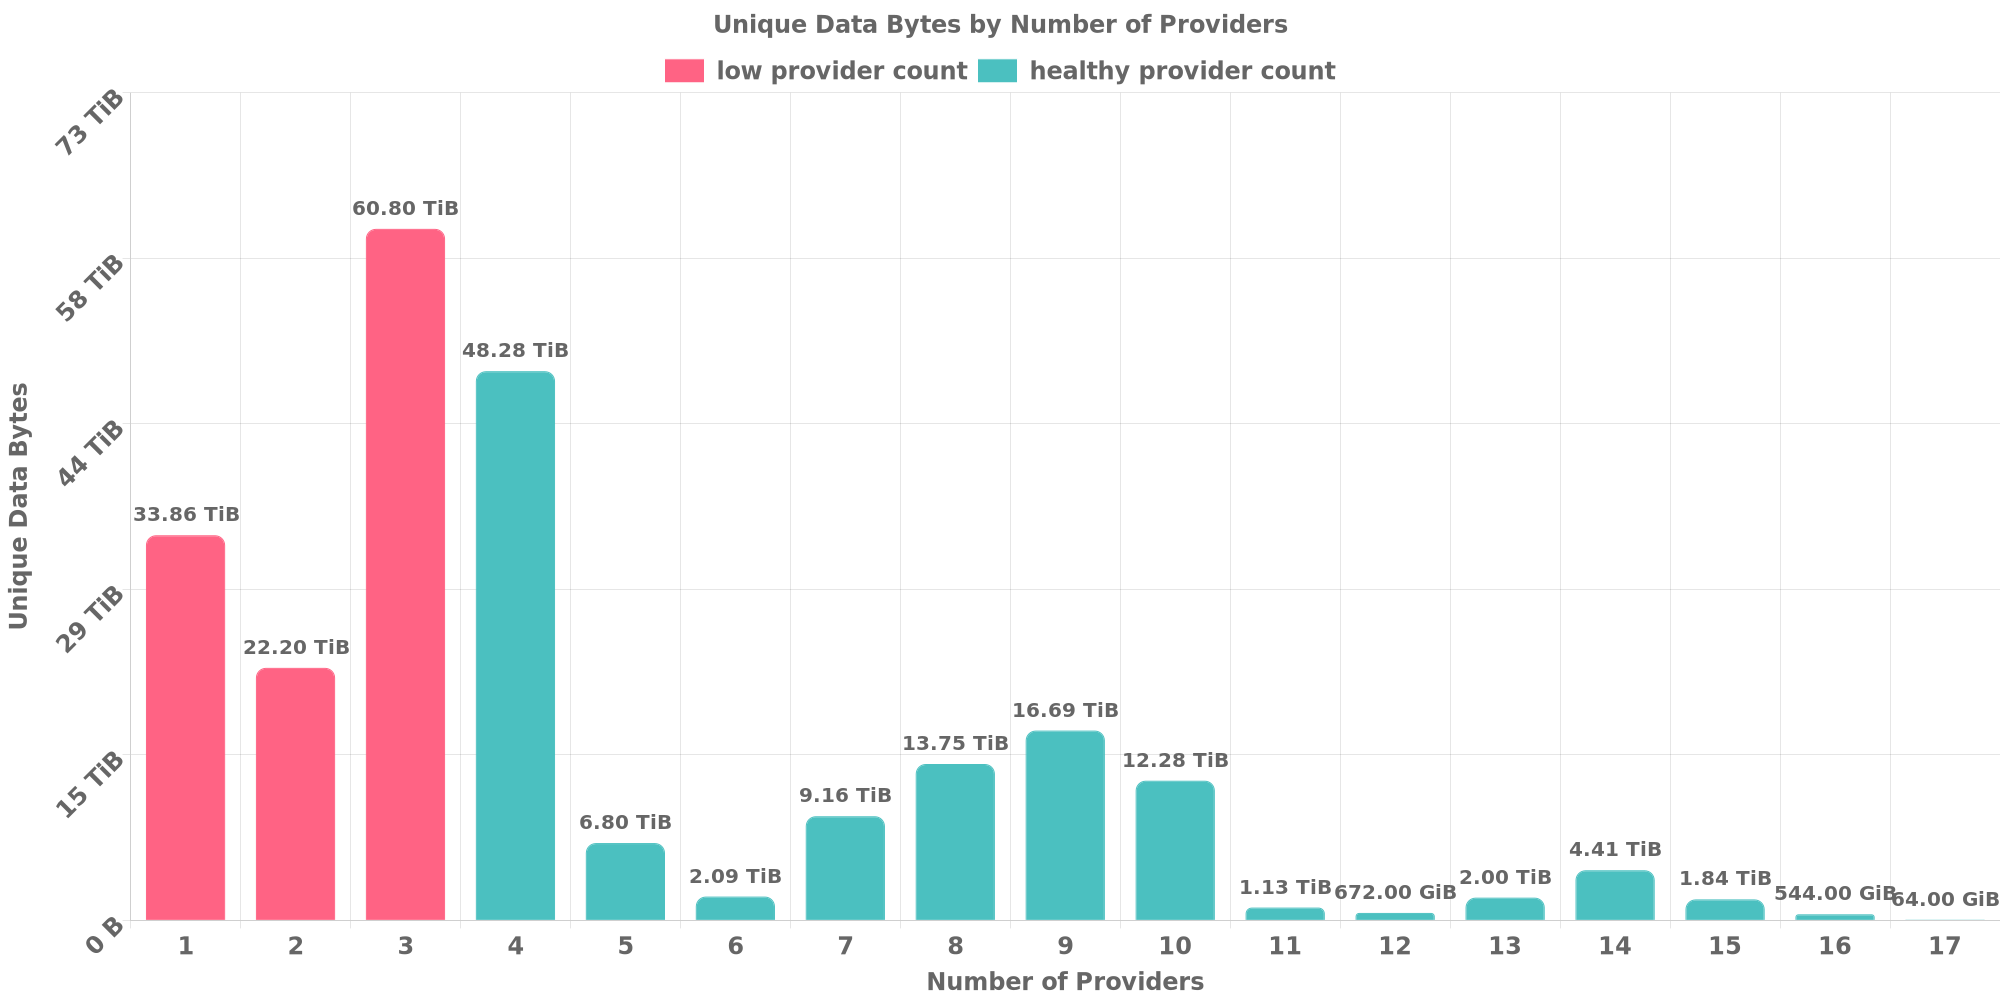 Unique Data Bytes by Number of Providers
low provider count healthy provider count
73 TiB
58 TiB
44 TiB
29 TiB
15 TiB
0 B
Unique Data Bytes
33.86 TiB
22.20 TiB
60.80 TiB
48.28 TiB
6.80 TiB
2.09 TiB
9.16 TiB
13.75 TiB
16.69 TiB
12.28 TiB
1.13 TiB
672.00 GiB
2.00 TiB
4.41 TiB
1.84 TiB
544.00 GiB
64.00 GiB
1 2 3 4 5 6 7 8 9 10 11 12 13 14 15 16 17
Number of Providers